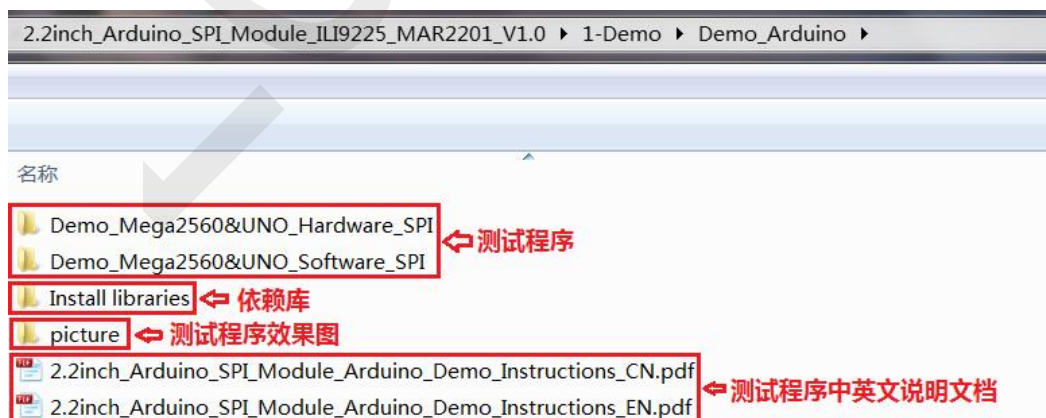 2.2inch_Arduino_SPI_Module_ILI9225_MAR2201_V1.0 ▸ 1-Demo ▸ Demo_Arduino ▸
名称
Demo_Mega2560&UNO_Hardware_SPI
测试程序
Demo_Mega2560&UNO_Software_SPI
Install libraries 依赖库
picture 测试程序效果图
2.2inch_Arduino_SPI_Module_Arduino_Demo_Instructions_CN.pdf
测试程序中英文说明文档
2.2inch_Arduino_SPI_Module_Arduino_Demo_Instructions_EN.pdf